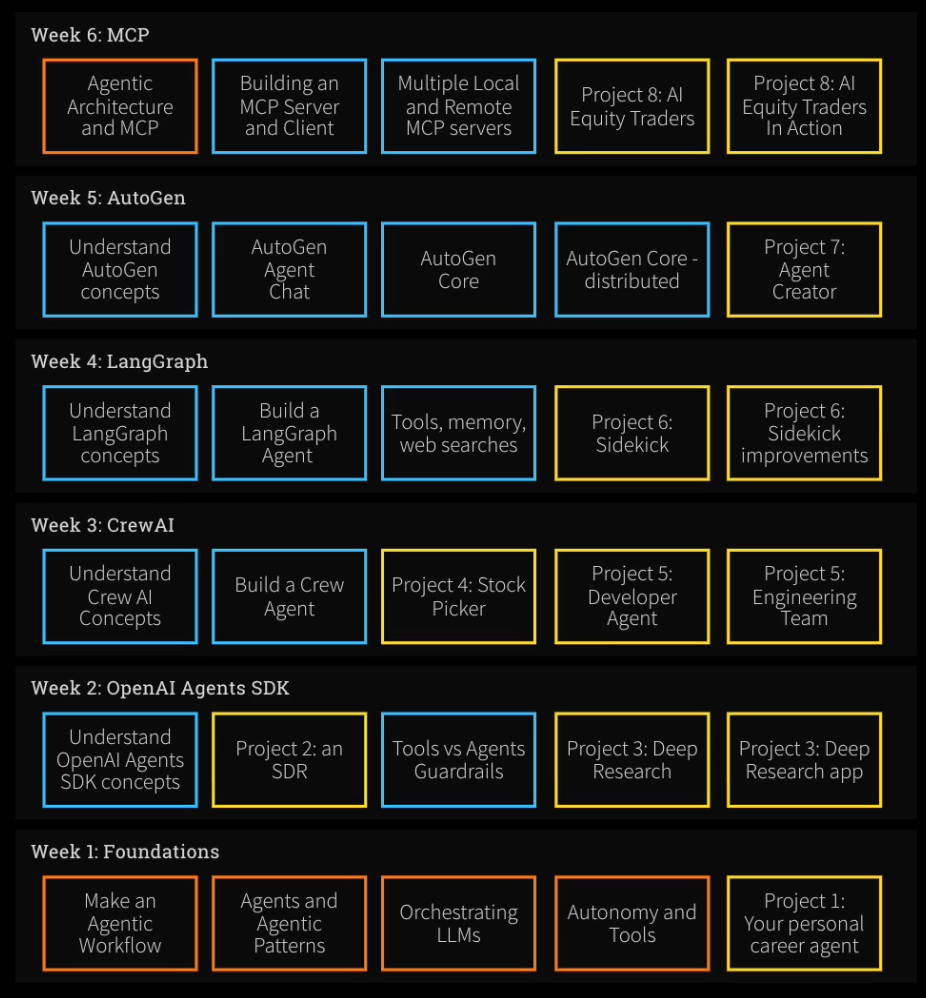 Week 6: MCP
Agentic
Architecture
and MCP
Building an
MCP Server
and Client
Multiple Local
and Remote
MCP servers
Project 8: AI
Equity Traders
Project 8: AI
Equity Traders
In Action
Week 5: AutoGen
Understand
AutoGen
concepts
AutoGen
Agent
Chat
AutoGen
Core
AutoGen Core -
distributed
Project 7:
Agent
Creator
Week 4: LangGraph
Understand
LangGraph
concepts
Build a
LangGraph
Agent
Tools, memory,
web searches
Project 6:
Sidekick
Project 6:
Sidekick
improvements
Week 3: CrewAI
Understand
Crew AI
Concepts
Build a Crew
Agent
Project 4: Stock
Picker
Project 5:
Developer
Agent
Project 5:
Engineering
Team
Week 2: OpenAI Agents SDK
Understand
OpenAI Agents
SDK concepts
Project 2: an
SDR
Tools vs Agents
Guardrails
Project 3: Deep
Research
Project 3: Deep
Research app
Week 1: Foundations
Make an
Agentic
Workflow
Agents and
Agentic
Patterns
Orchestrating
LLMs
Autonomy and
Tools
Project 1:
Your personal
career agent